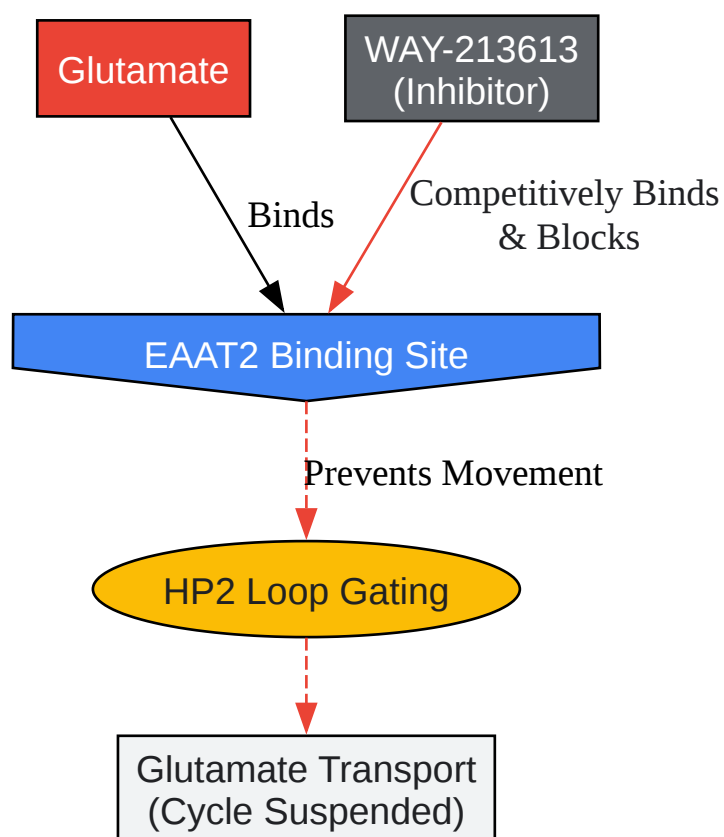 Glutamate
WAY-213613
(Inhibitor)
Binds
Competitively Binds
& Blocks
EAAT2 Binding Site
Prevents Movement
HP2 Loop Gating
Glutamate Transport
(Cycle Suspended)